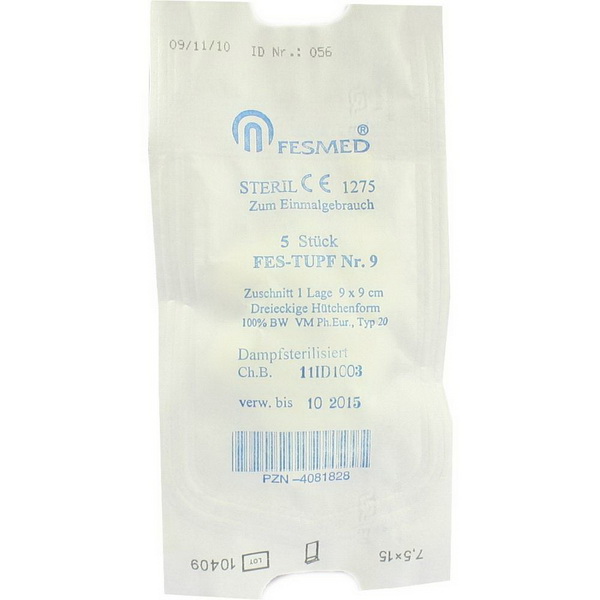 09/11/10 ID Nr.: 056
FESMED®
STERIL CE 1275
Zum Einmalgebrauch
5 Stück
FES-TUPF Nr. 9
Zuschnitt 1 Lage 9 x 9 cm
Dreieckige Hütchenform
100% BW VM Ph.Eur., Typ 20
Dampfsterilisiert
Ch.B. 11ID1003
verw. bis 10 2015
PZN -4081828
7.5x15
LOT 10409